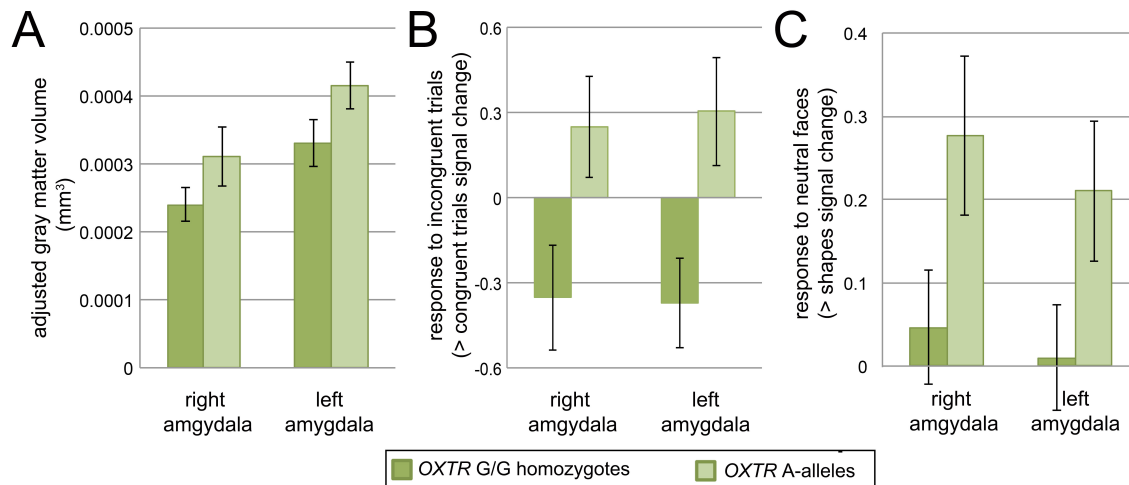 A
adjusted gray matter volume
(mm³)
0.0005
0.0004
0.0003
0.0002
0.0001
0
right
amgydala
left
amygdala
B
response to incongruent trials
(> congruent trials signal change)
0.6
0.3
0
-0.3
-0.6
right
amgydala
left
amygdala
C
response to neutral faces
(> shapes signal change)
0.4
0.3
0.2
0.1
0
right
amydala
left
amygdala
OXTR G/G homozygotes
OXTR A-alleles